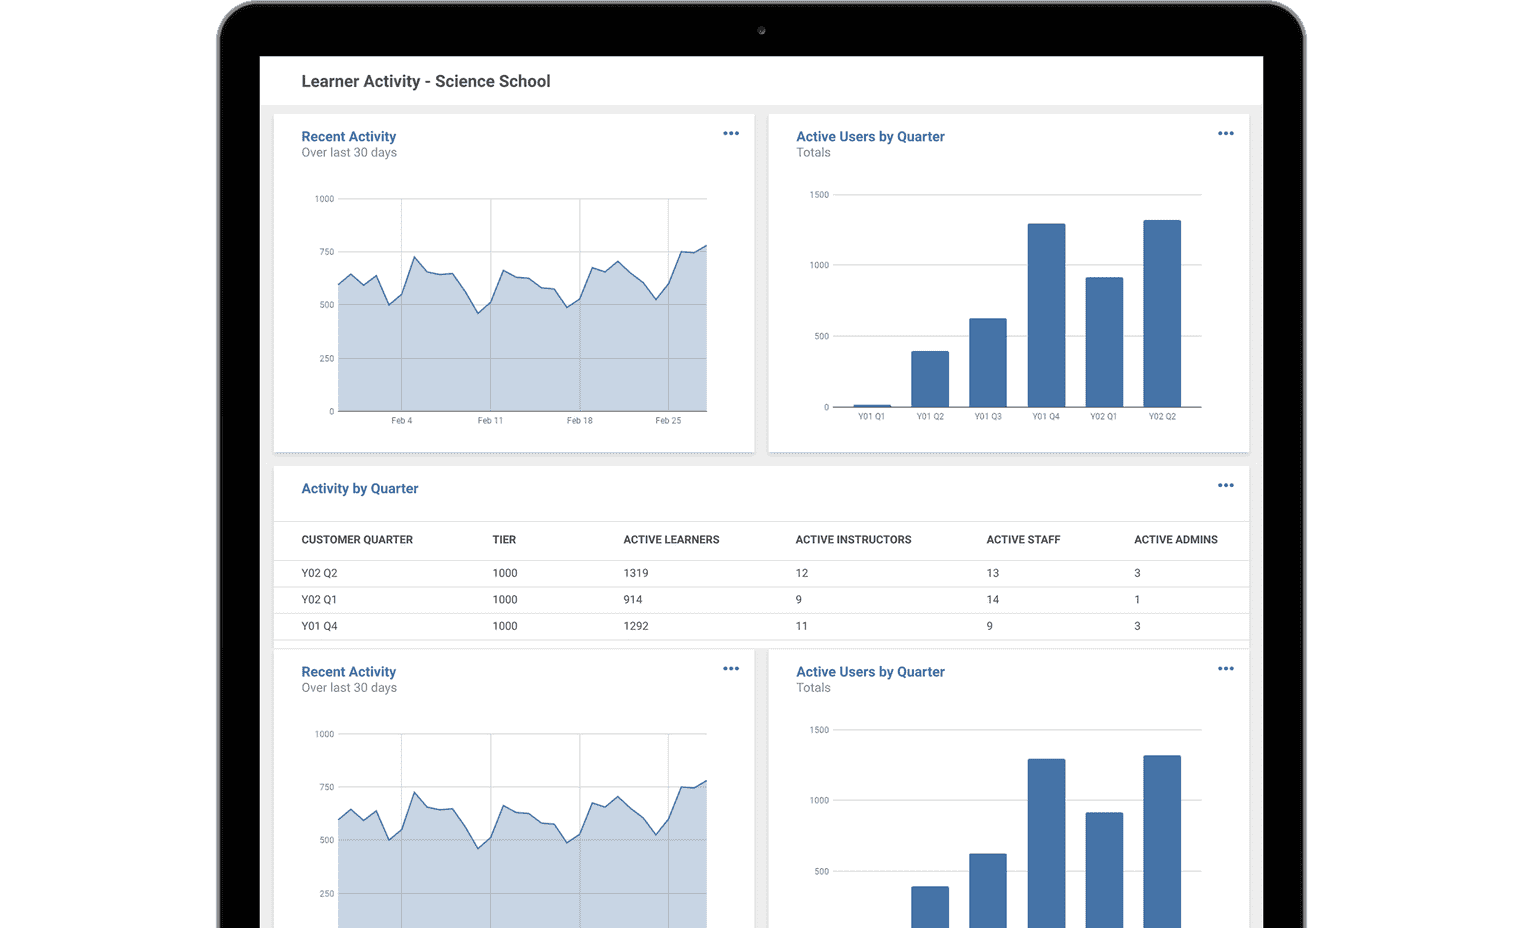 Learner Activity - Science School
Recent Activity
Over last 30 days
1000
750
500
250
0
Feb 4 Feb 11 Feb 18 Feb 25
Active Users by Quarter
Totals
1500
1000
500
0
Y01 Q1 Y01 Q2 Y01 Q3 Y01 Q4 Y02 Q1 Y02 Q2
Activity by Quarter
CUSTOMER QUARTER TIER ACTIVE LEARNERS ACTIVE INSTRUCTORS ACTIVE STAFF ACTIVE ADMINS
Y02 Q2 1000 1319 12 13 3
Y02 Q1 1000 914 9 14 1
Y01 Q4 1000 1292 11 9 3
Recent Activity
Over last 30 days
1000
750
500
250
Active Users by Quarter
Totals
1500
1000
500